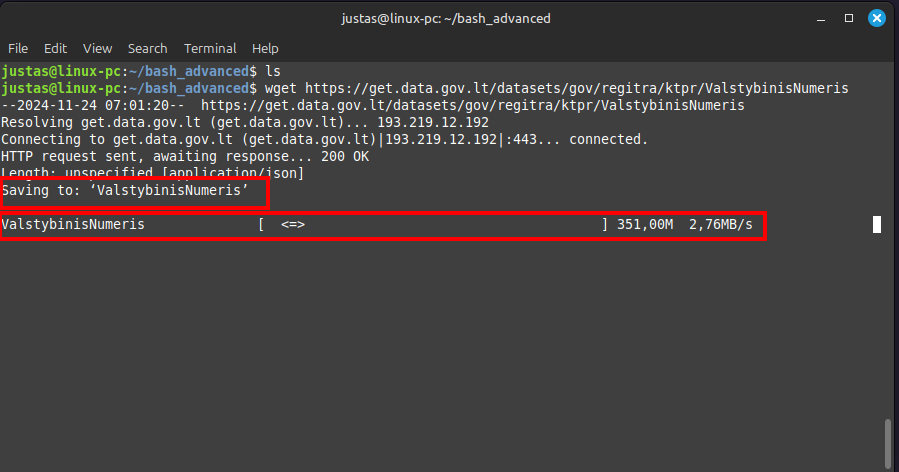 justas@linux-pc: ~/bash_advanced
File Edit View Search Terminal Help
justas@linux-pc:~/bash_advanced$ ls
justas@linux-pc:~/bash_advanced$ wget https://get.data.gov.lt/datasets/gov/regitra/ktpr/ValstybinisNumeris
--2024-11-24 07:01:20--  https://get.data.gov.lt/datasets/gov/regitra/ktpr/ValstybinisNumeris
Resolving get.data.gov.lt (get.data.gov.lt)... 193.219.12.192
Connecting to get.data.gov.lt (get.data.gov.lt)|193.219.12.192|:443... connected.
HTTP request sent, awaiting response... 200 OK
Length: unspecified [application/json]
Saving to: ‘ValstybinisNumeris’
ValstybinisNumeris [ <=> ] 351,00M 2,76MB/s